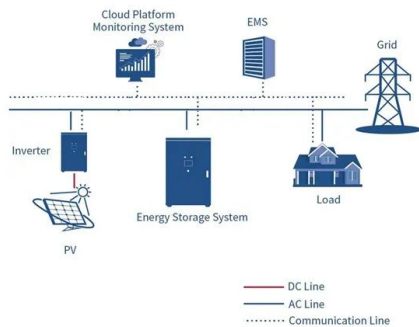 Cloud Platform
Monitoring System
EMS
Grid
Inverter
Energy Storage System
Load
PV
DC Line
AC Line
Communication Line